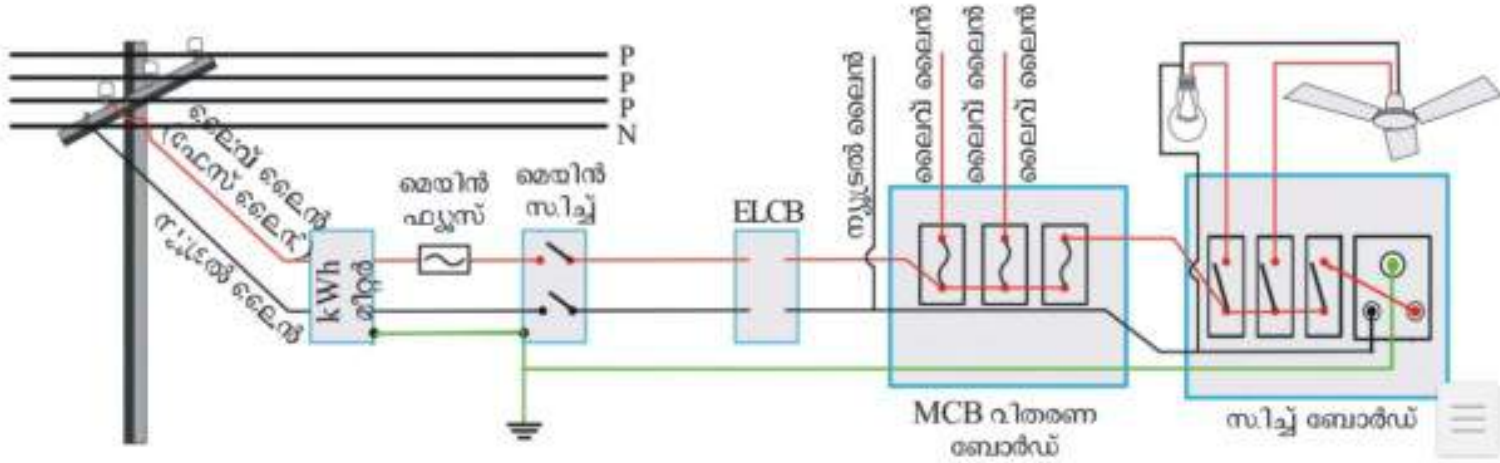 P
P
P
N
ലൈവ് ലൈൻ
(ഫേസ് ലൈൻ)
ന്യൂട്രൽ ലൈൻ
kWh
മീറ്റർ
മെയിൻ
ഫ്യൂസ്
മെയിൻ
സ്വിച്ച്
ELCB
ന്യൂട്രൽ ലൈൻ
ലൈവ് ലൈൻ
ലൈവ് ലൈൻ
ലൈവ് ലൈൻ
MCB വിതരണ
ബോർഡ്
സ്വിച്ച് ബോർഡ്